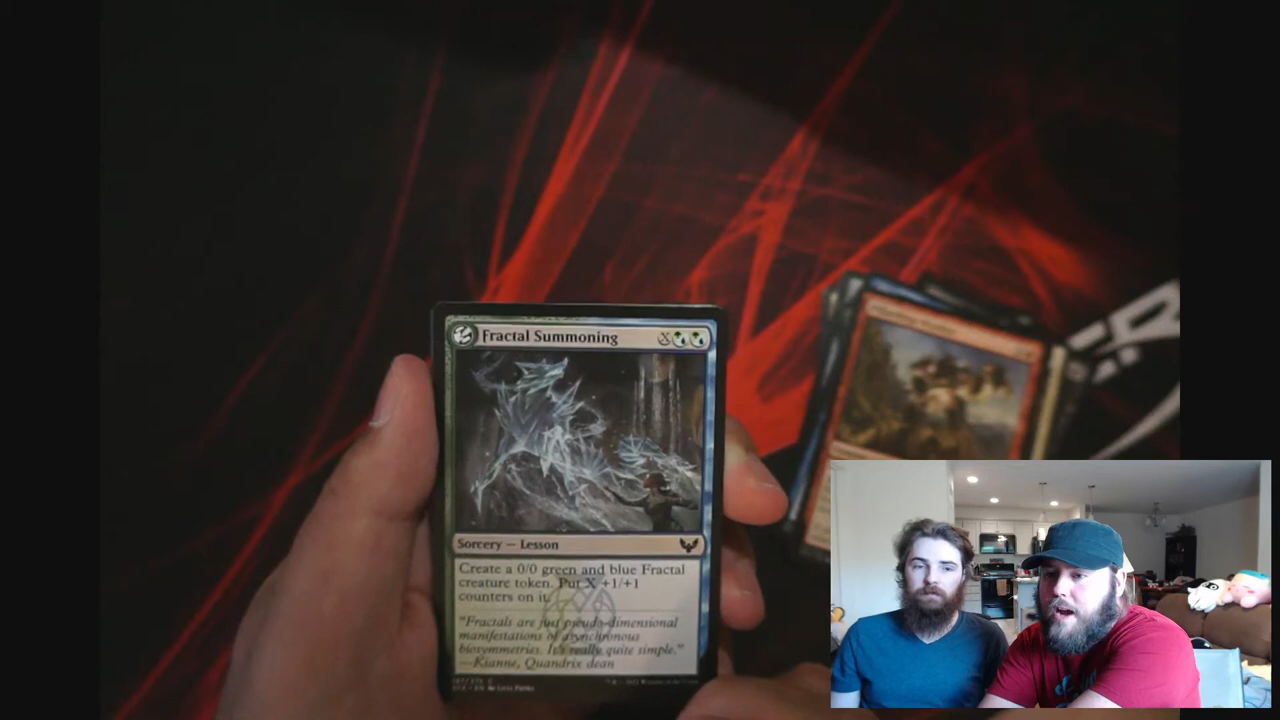 Fractal Summoning X
Sorcery — Lesson
Create a 0/0 green and blue Fractal
creature token. Put X +1/+1
counters on it.
"Fractals are just pseudo-dimensional
manifestations of asynchronous
biosymmetries. It's really quite simple."
—Kianne, Quandrix dean